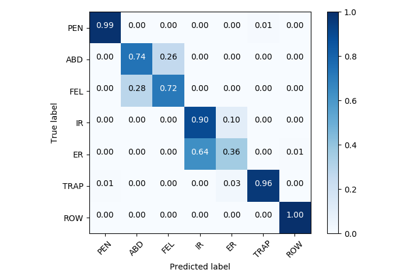 PEN 0.99 0.00 0.00 0.00 0.00 0.01 0.00
ABD 0.00 0.74 0.26 0.00 0.00 0.00 0.00
FEL 0.00 0.28 0.72 0.00 0.00 0.00 0.00
IR 0.00 0.00 0.00 0.90 0.10 0.00 0.00
ER 0.00 0.00 0.00 0.64 0.36 0.00 0.01
TRAP 0.01 0.00 0.00 0.00 0.03 0.96 0.00
ROW 0.00 0.00 0.00 0.00 0.00 0.00 1.00
PEN ABD FEL IR ER TRAP ROW
True label
Predicted label
1.0
0.8
0.6
0.4
0.2
0.0